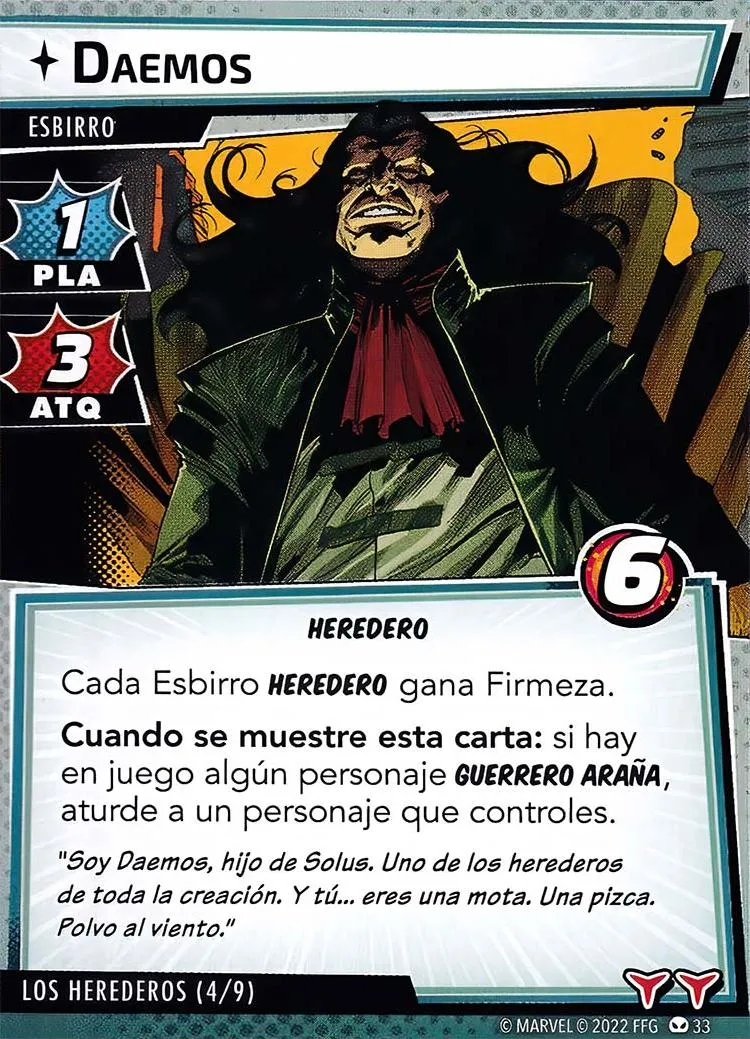 DAEMOS
ESBIRRO
1
PLA
3
ATQ
6
HEREDERO
Cada Esbirro HEREDERO gana Firmeza.
Cuando se muestre esta carta: si hay
en juego algún personaje GUERRERO ARAÑA,
aturde a un personaje que controles.
"Soy Daemos, hijo de Solus. Uno de los herederos
de toda la creación. Y tú... eres una mota. Una pizca.
Polvo al viento."
LOS HEREDEROS (4/9)
© MARVEL © 2022 FFG 33